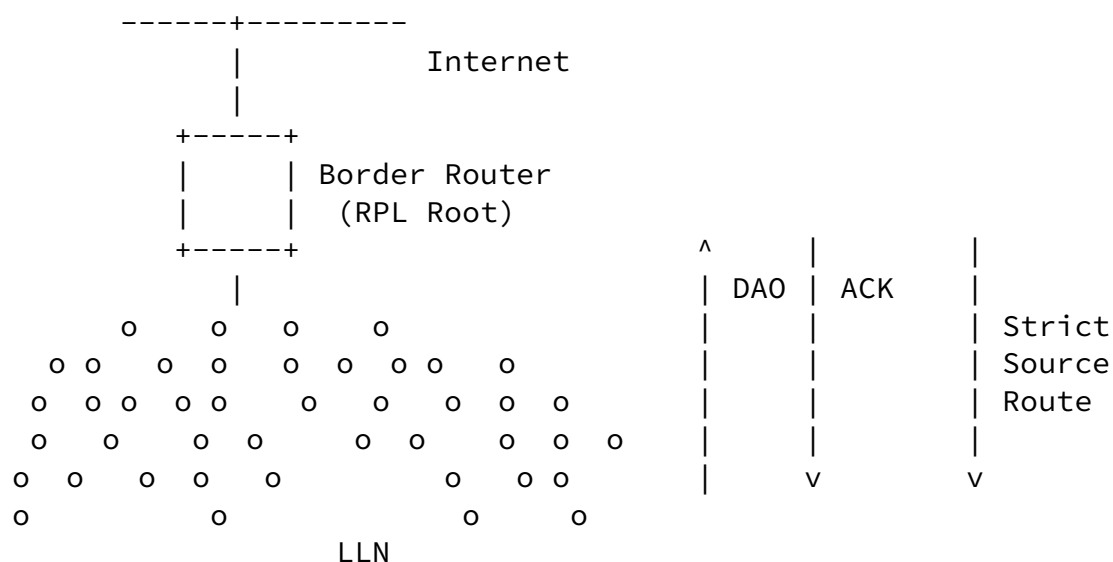 Internet
Border Router
(RPL Root)
DAO ACK
Strict
Source
Route
LLN